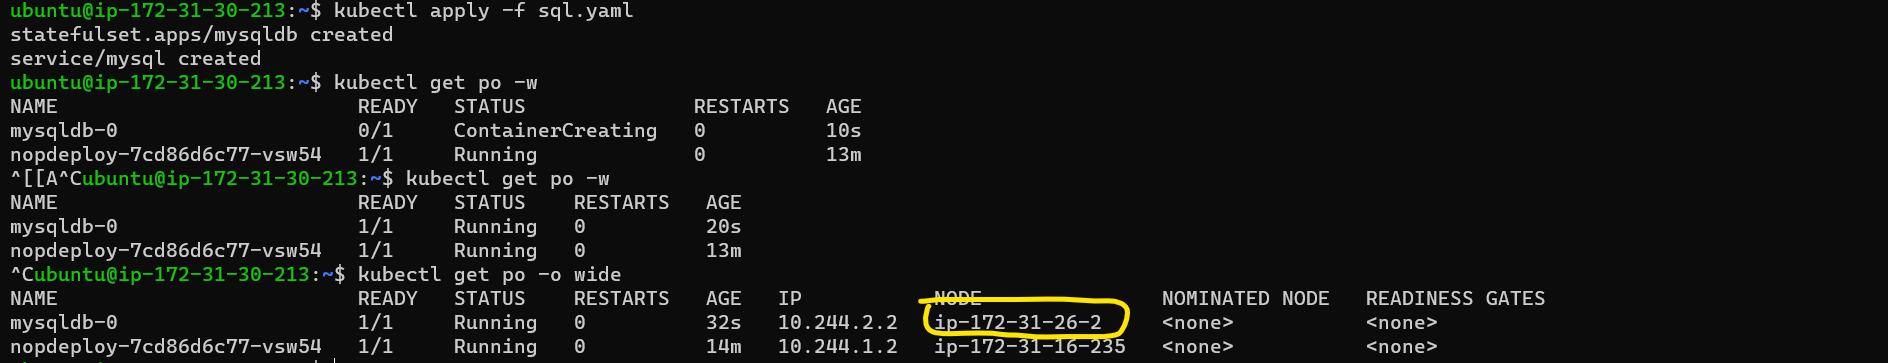 ubuntu@ip-172-31-30-213:~$ kubectl apply -f sql.yaml
statefulset.apps/mysqldb created
service/mysql created
ubuntu@ip-172-31-30-213:~$ kubectl get po -w
NAME READY STATUS RESTARTS AGE
mysqldb-0 0/1 ContainerCreating 0 10s
nopdeploy-7cd86d6c77-vsw54 1/1 Running 0 13m
^[[A^Cubuntu@ip-172-31-30-213:~$ kubectl get po -w
NAME READY STATUS RESTARTS AGE
mysqldb-0 1/1 Running 0 20s
nopdeploy-7cd86d6c77-vsw54 1/1 Running 0 13m
^Cubuntu@ip-172-31-30-213:~$ kubectl get po -o wide
NAME READY STATUS RESTARTS AGE IP NODE NOMINATED NODE READINESS GATES
mysqldb-0 1/1 Running 0 32s 10.244.2.2 ip-172-31-26-2 <none> <none>
nopdeploy-7cd86d6c77-vsw54 1/1 Running 0 14m 10.244.1.2 ip-172-31-16-235 <none> <none>